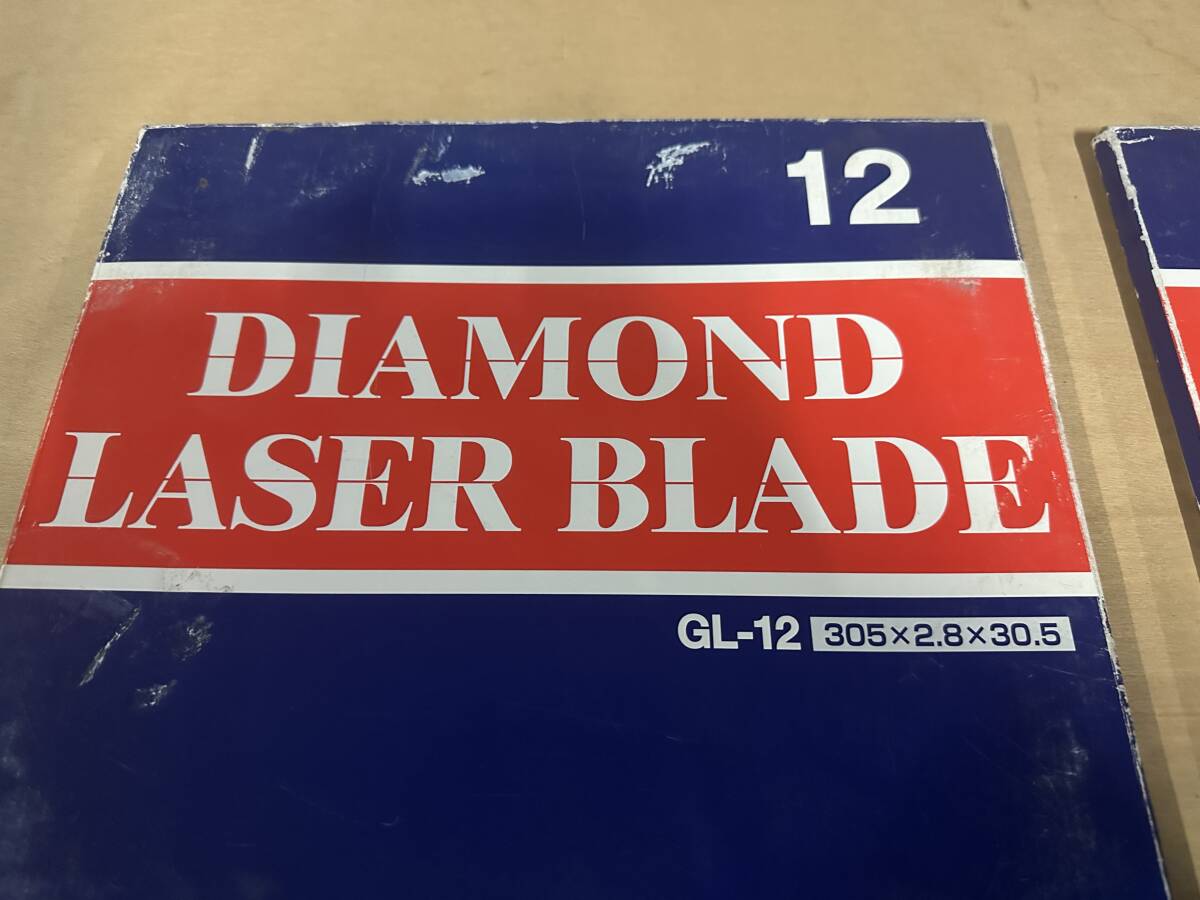 12
DIAMOND
LASER BLADE
GL-12 305×2.8×30.5